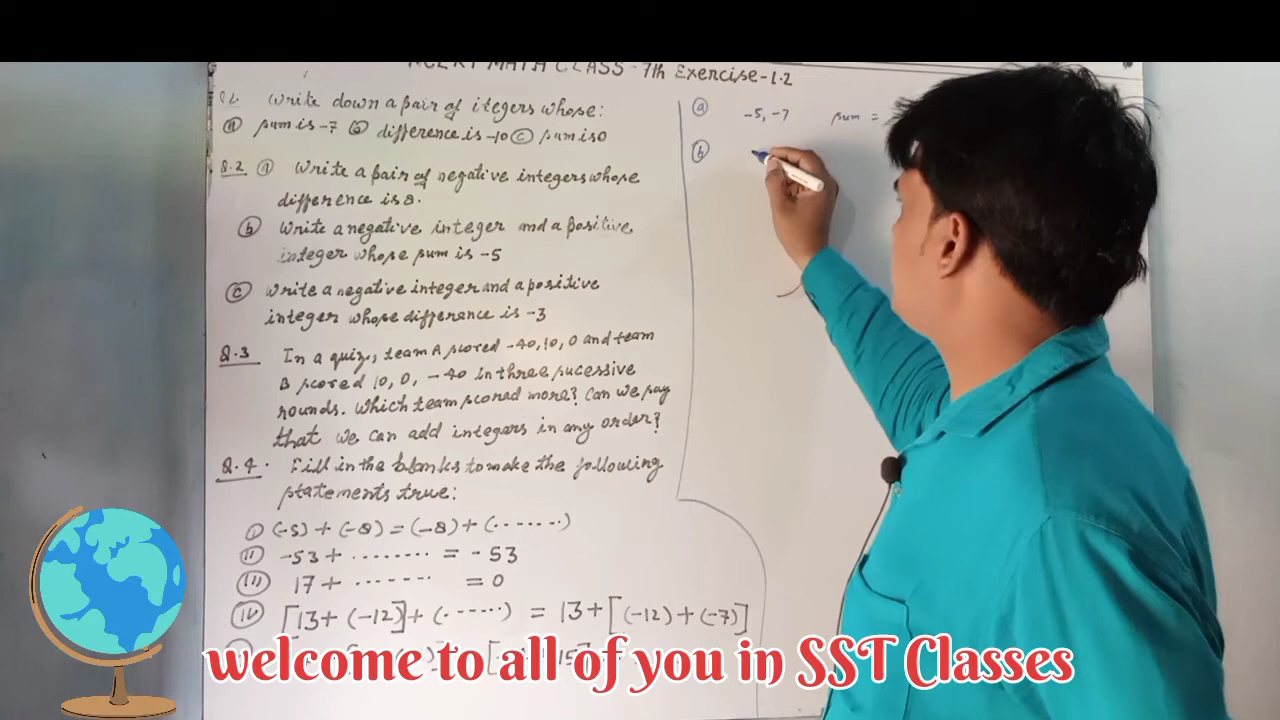 NCERT MATH CLASS-7th Exercise-1.2
Write down a pair of itegers whose:
ⓐ sum is -7 ⓑ difference is -10 ⓒ sum is 0
Q.2 ⓐ Write a pair of negative integers whose
difference is 8.
ⓑ Write a negative integer and a positive
integer whose sum is -5
ⓒ Write a negative integer and a positive
integer whose difference is -3
Q.3 In a quiz, team A scored -40, 10, 0 and team
B scored 10, 0, -40 in three sucessive
rounds. Which team scored more? Can we say
that we can add integers in any order?
Q.4. Fill in the blanks to make the following
statements true:
ⓘ (-5) + (-8) = (-8) + (.......)
(ii) -53 + ........ = -53
(iii) 17 + ....... = 0
(iv) [13 + (-12)] + (......) = 13 + [(-12) + (-7)]
ⓐ -5, -7 sum =
ⓑ
welcome to all of you in SST Classes